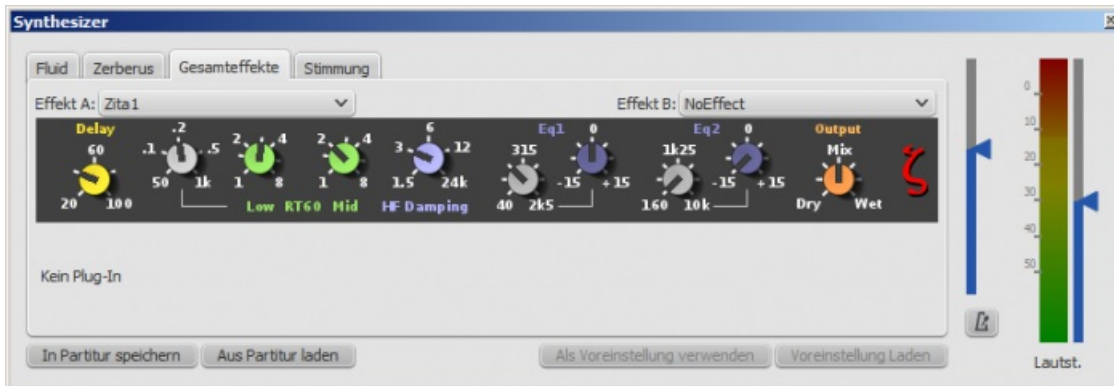 Synthesizer
Fluid Zerberus Gesamteffekte Stimmung
Effekt A: Zita1 Effekt B: NoEffect
Delay .2 6 Eq1 0 Eq2 0 Output
60 .1 .5 2 4 2 4 3 12 315 1k25 Mix
20 100 50 1k 1 8 1 8 1.5 24k 40 2k5 -15 +15 160 10k -15 +15 Dry Wet
Low RT60 Mid HF Damping
ζ
Kein Plug-In
0
10
20
30
40
50
In Partitur speichern Aus Partitur laden Als Voreinstellung verwenden Voreinstellung Laden
Lautst.